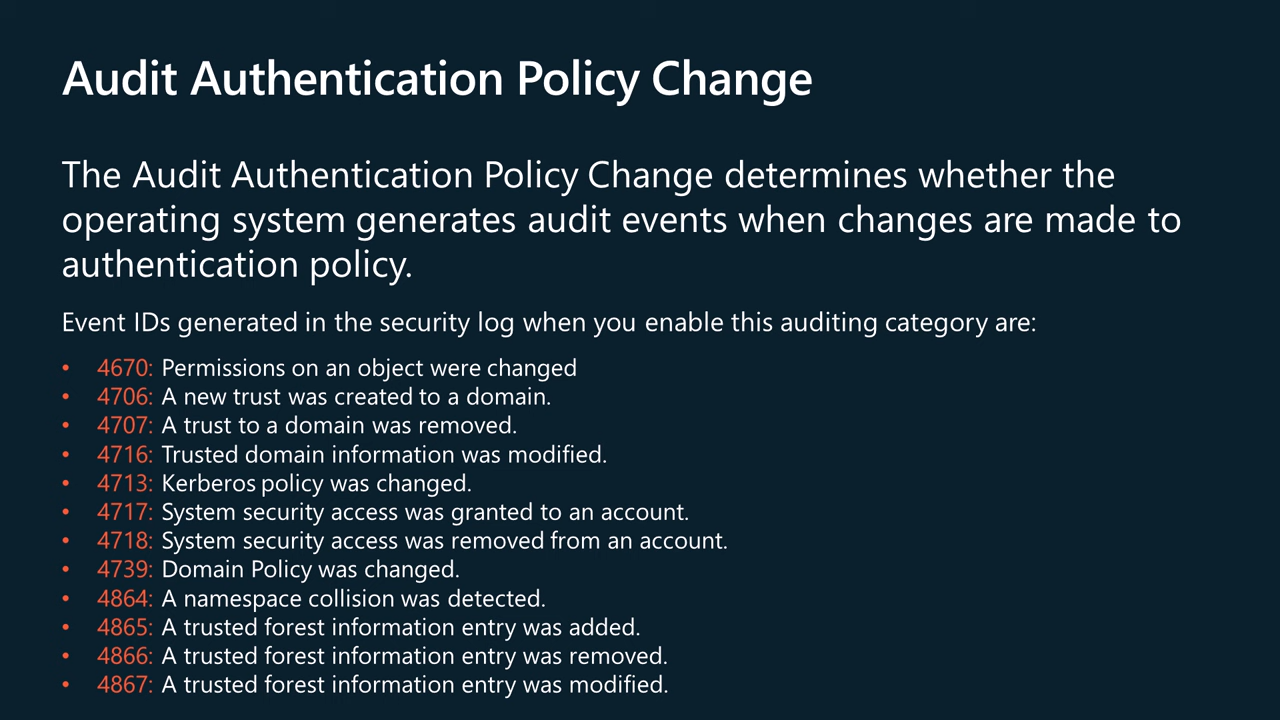 Audit Authentication Policy Change
The Audit Authentication Policy Change determines whether the
operating system generates audit events when changes are made to
authentication policy.
Event IDs generated in the security log when you enable this auditing category are:
• 4670: Permissions on an object were changed
• 4706: A new trust was created to a domain.
• 4707: A trust to a domain was removed.
• 4716: Trusted domain information was modified.
• 4713: Kerberos policy was changed.
• 4717: System security access was granted to an account.
• 4718: System security access was removed from an account.
• 4739: Domain Policy was changed.
• 4864: A namespace collision was detected.
• 4865: A trusted forest information entry was added.
• 4866: A trusted forest information entry was removed.
• 4867: A trusted forest information entry was modified.